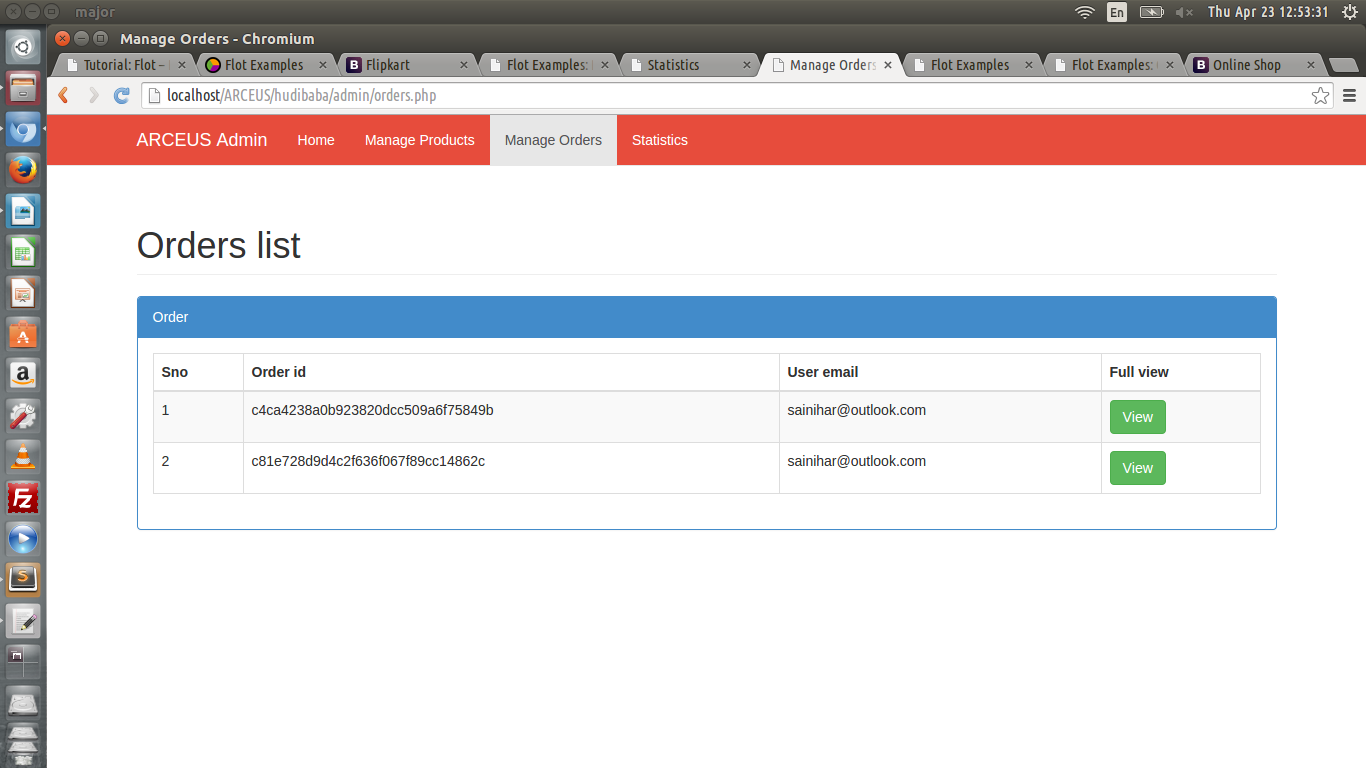 major
En
Thu Apr 23 12:53:31
Manage Orders - Chromium
Tutorial: Flot –
Flot Examples
B Flipkart
Flot Examples:
Statistics
Manage Orders
Flot Examples
Flot Examples:
B Online Shop
localhost/ARCEUS/hudibaba/admin/orders.php
ARCEUS Admin Home Manage Products Manage Orders Statistics
Orders list
Order
Sno Order id User email Full view
1 c4ca4238a0b923820dcc509a6f75849b sainihar@outlook.com View
2 c81e728d9d4c2f636f067f89cc14862c sainihar@outlook.com View
a
Fz
S